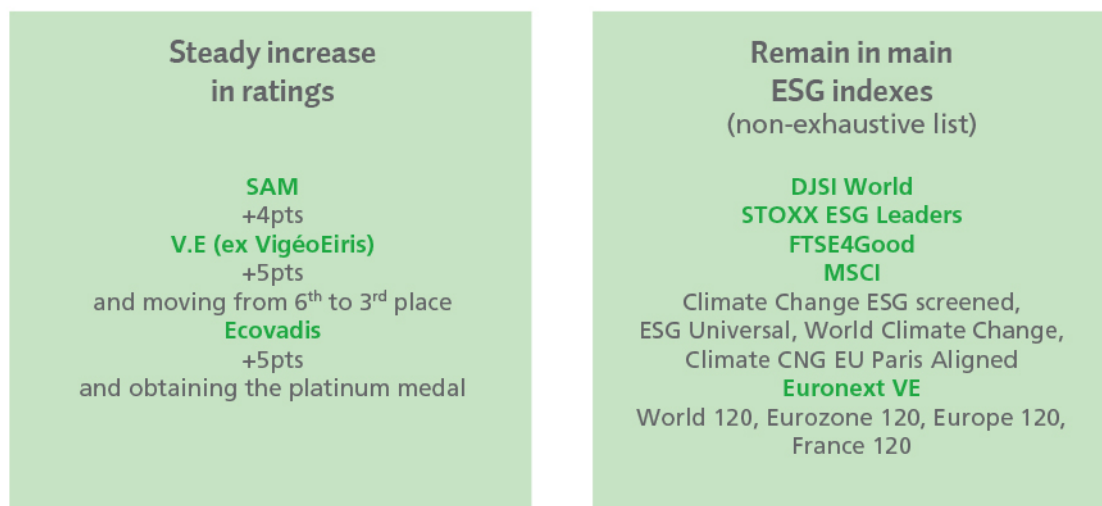 Steady increase
in ratings
SAM
+4pts
V.E (ex VigéoEiris)
+5pts
and moving from 6th to 3rd place
Ecovadis
+5pts
and obtaining the platinum medal
Remain in main
ESG indexes
(non-exhaustive list)
DJSI World
STOXX ESG Leaders
FTSE4Good
MSCI
Climate Change ESG screened,
ESG Universal, World Climate Change,
Climate CNG EU Paris Aligned
Euronext VE
World 120, Eurozone 120, Europe 120,
France 120